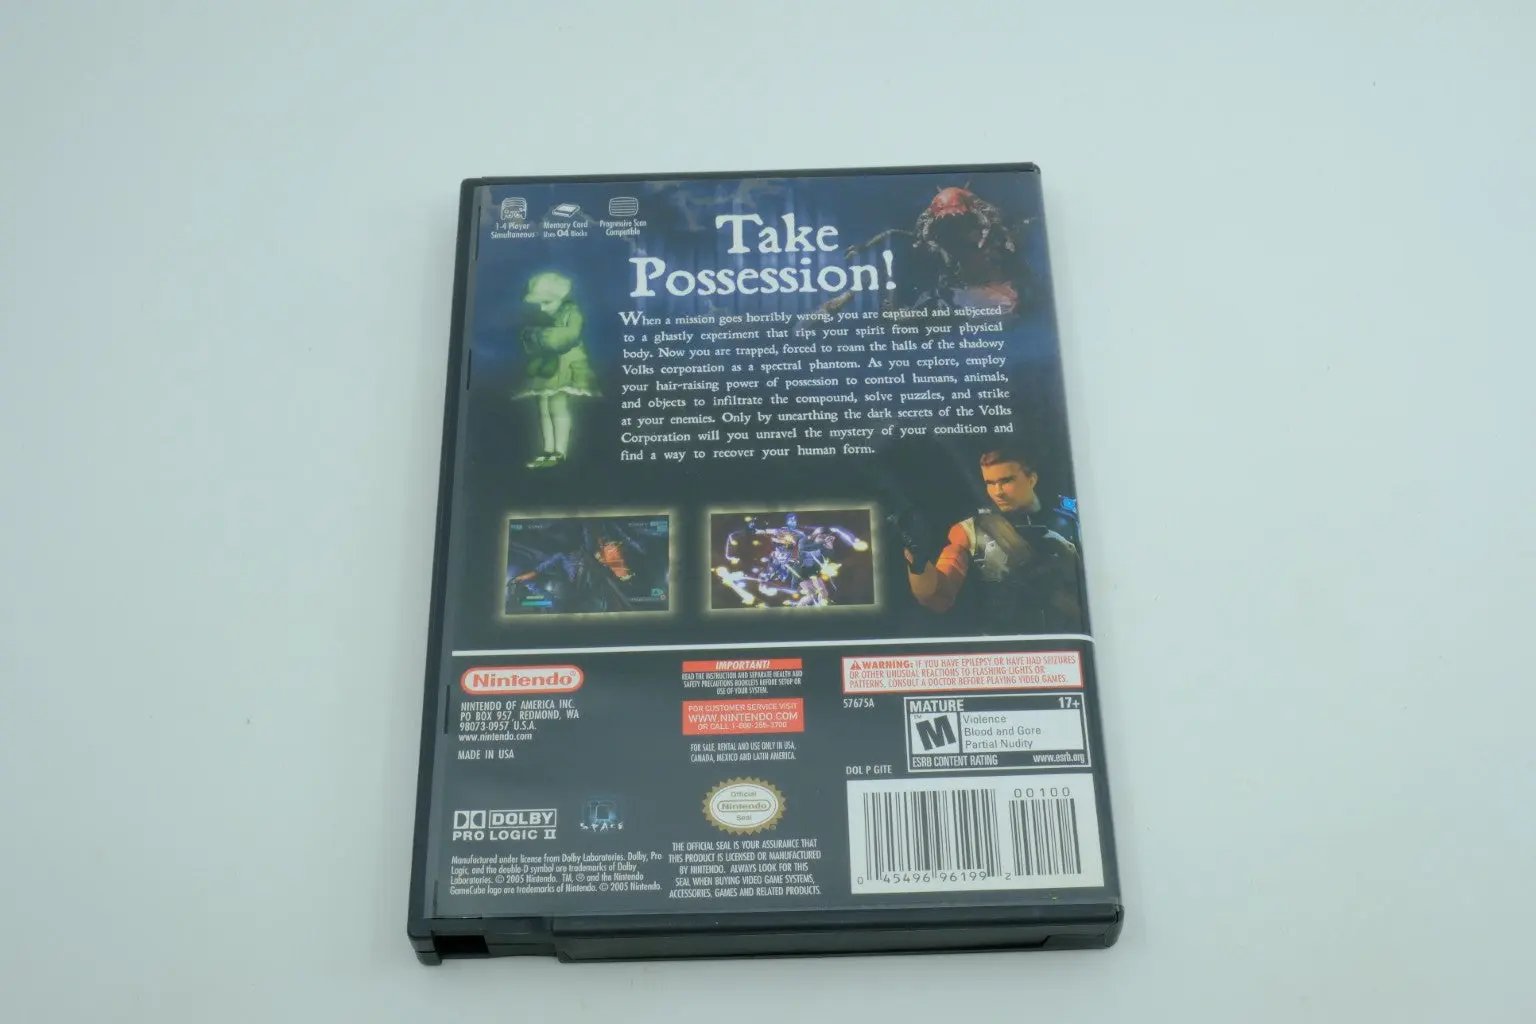 1-4 Player
Simultaneous
Memory Card
Uses 04 Blocks
Progressive Scan
Compatible
Take
Possession!
When a mission goes horribly wrong, you are captured and subjected
to a ghastly experiment that rips your spirit from your physical
body. Now you are trapped, forced to roam the halls of the shadowy
Volks corporation as a spectral phantom. As you explore, employ
your hair-raising power of possession to control humans, animals,
and objects to infiltrate the compound, solve puzzles, and strike
at your enemies. Only by unearthing the dark secrets of the Volks
Corporation will you unravel the mystery of your condition and
find a way to recover your human form.
Nintendo®
NINTENDO OF AMERICA INC.
PO BOX 957, REDMOND, WA
98073-0957 U.S.A.
www.nintendo.com
MADE IN USA
IMPORTANT!
READ THE INSTRUCTION AND SEPARATE HEALTH AND
SAFETY PRECAUTIONS BOOKLETS BEFORE SETUP OR
USE OF YOUR SYSTEM.
FOR CUSTOMER SERVICE VISIT
WWW.NINTENDO.COM
OR CALL 1-800-255-3700
FOR SALE, RENTAL AND USE ONLY IN USA,
CANADA, MEXICO AND LATIN AMERICA.
WARNING: IF YOU HAVE EPILEPSY OR HAVE HAD SEIZURES
OR OTHER UNUSUAL REACTIONS TO FLASHING LIGHTS OR
PATTERNS, CONSULT A DOCTOR BEFORE PLAYING VIDEO GAMES.
57675A
MATURE 17+
M
Violence
Blood and Gore
Partial Nudity
ESRB CONTENT RATING www.esrb.org
DOL P GITE
DOLBY
PRO LOGIC II
n
SPACE
Official
Nintendo
Seal
Manufactured under license from Dolby Laboratories. Dolby, Pro
Logic, and the double-D symbol are trademarks of Dolby
Laboratories. © 2005 Nintendo. TM, ® and the Nintendo
GameCube logo are trademarks of Nintendo. © 2005 Nintendo.
THE OFFICIAL SEAL IS YOUR ASSURANCE THAT
THIS PRODUCT IS LICENSED OR MANUFACTURED
BY NINTENDO. ALWAYS LOOK FOR THIS
SEAL WHEN BUYING VIDEO GAME SYSTEMS,
ACCESSORIES, GAMES AND RELATED PRODUCTS.
00100
0 45496 96199 2